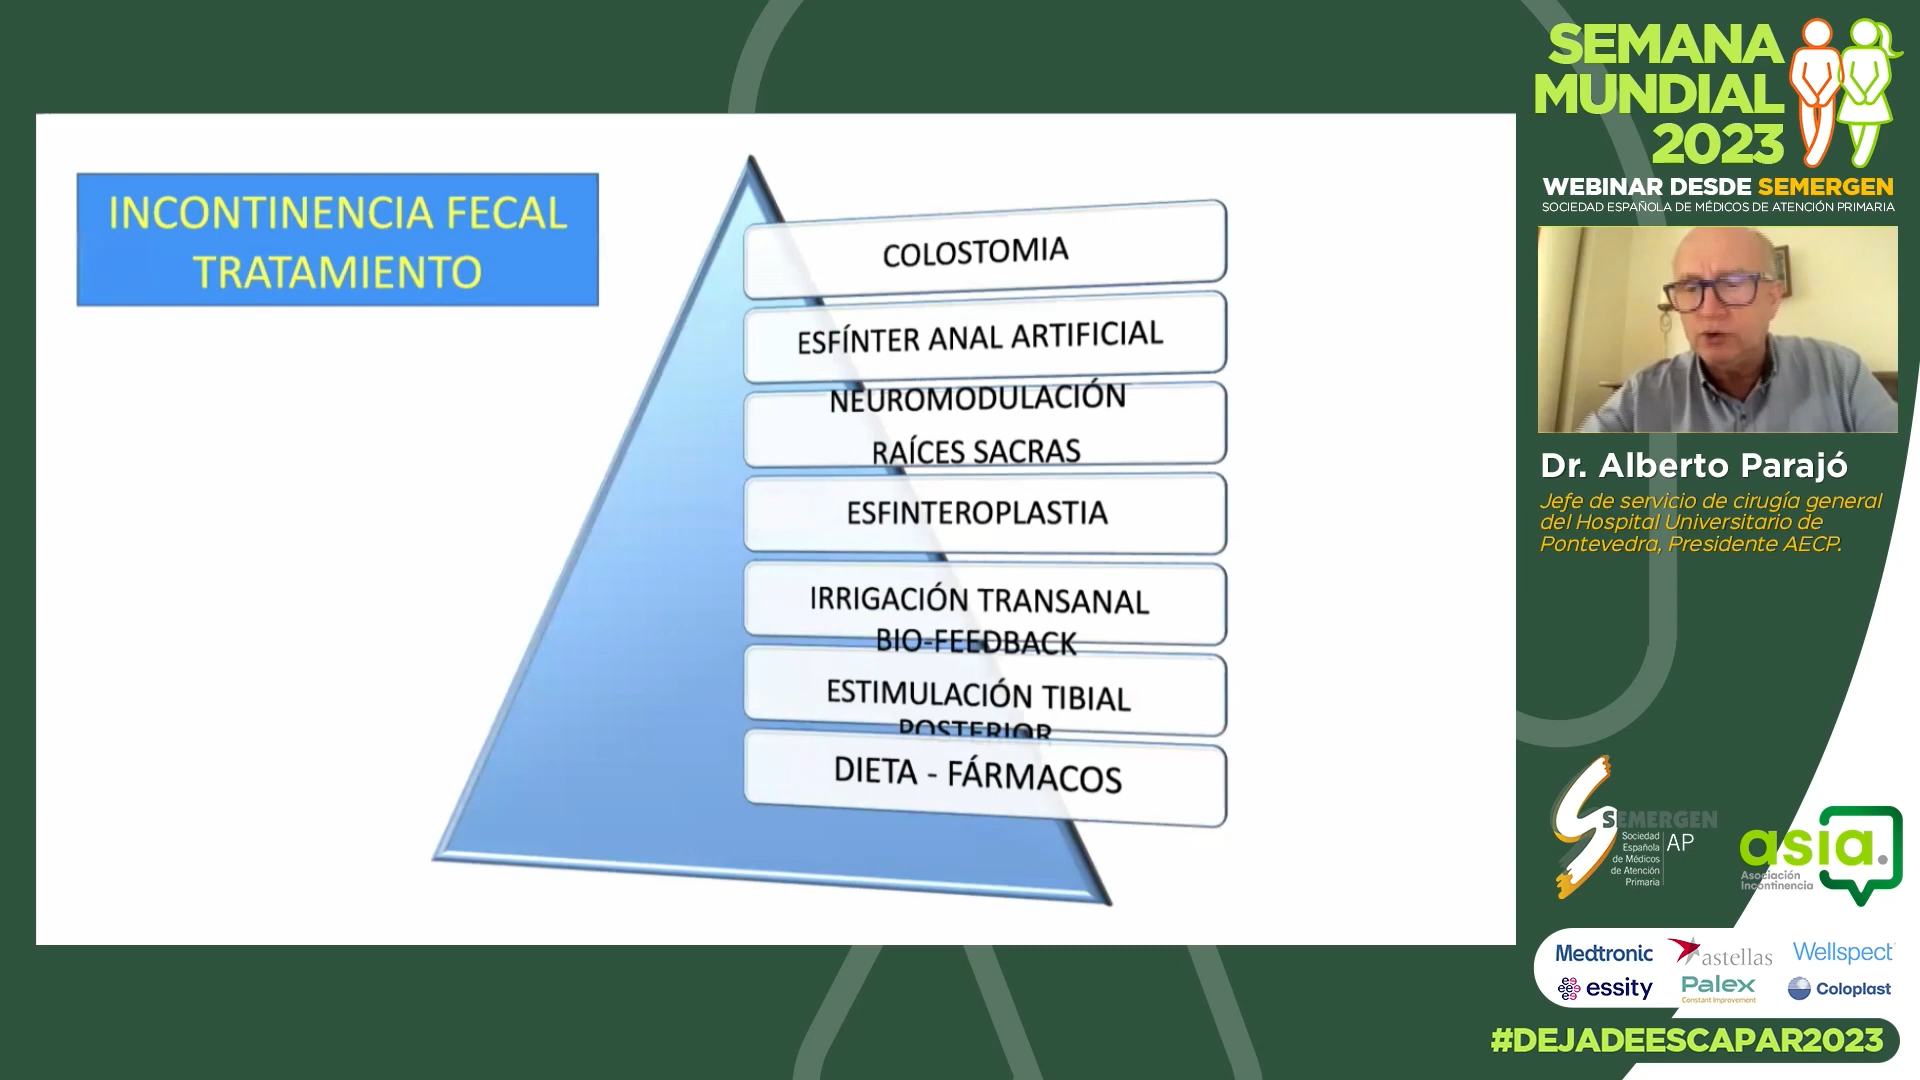 INCONTINENCIA FECAL
TRATAMIENTO
COLOSTOMIA
ESFÍNTER ANAL ARTIFICIAL
NEUROMODULACIÓN
RAÍCES SACRAS
ESFINTEROPLASTIA
IRRIGACIÓN TRANSANAL
BIO-FEEDBACK
ESTIMULACIÓN TIBIAL
POSTERIOR
DIETA - FÁRMACOS
SEMANA
MUNDIAL
2023
WEBINAR DESDE SEMERGEN
SOCIEDAD ESPAÑOLA DE MÉDICOS DE ATENCIÓN PRIMARIA
Dr. Alberto Parajó
Jefe de servicio de cirugía general
del Hospital Universitario de
Pontevedra, Presidente AECP.
SEMERGEN
Sociedad
Española
de Médicos
de Atención
Primaria
AP
asia.
Asociación
Incontinencia
Medtronic
astellas
Wellspect
essity
Palex
Constant Improvement
Coloplast
#DEJADEESCAPAR2023